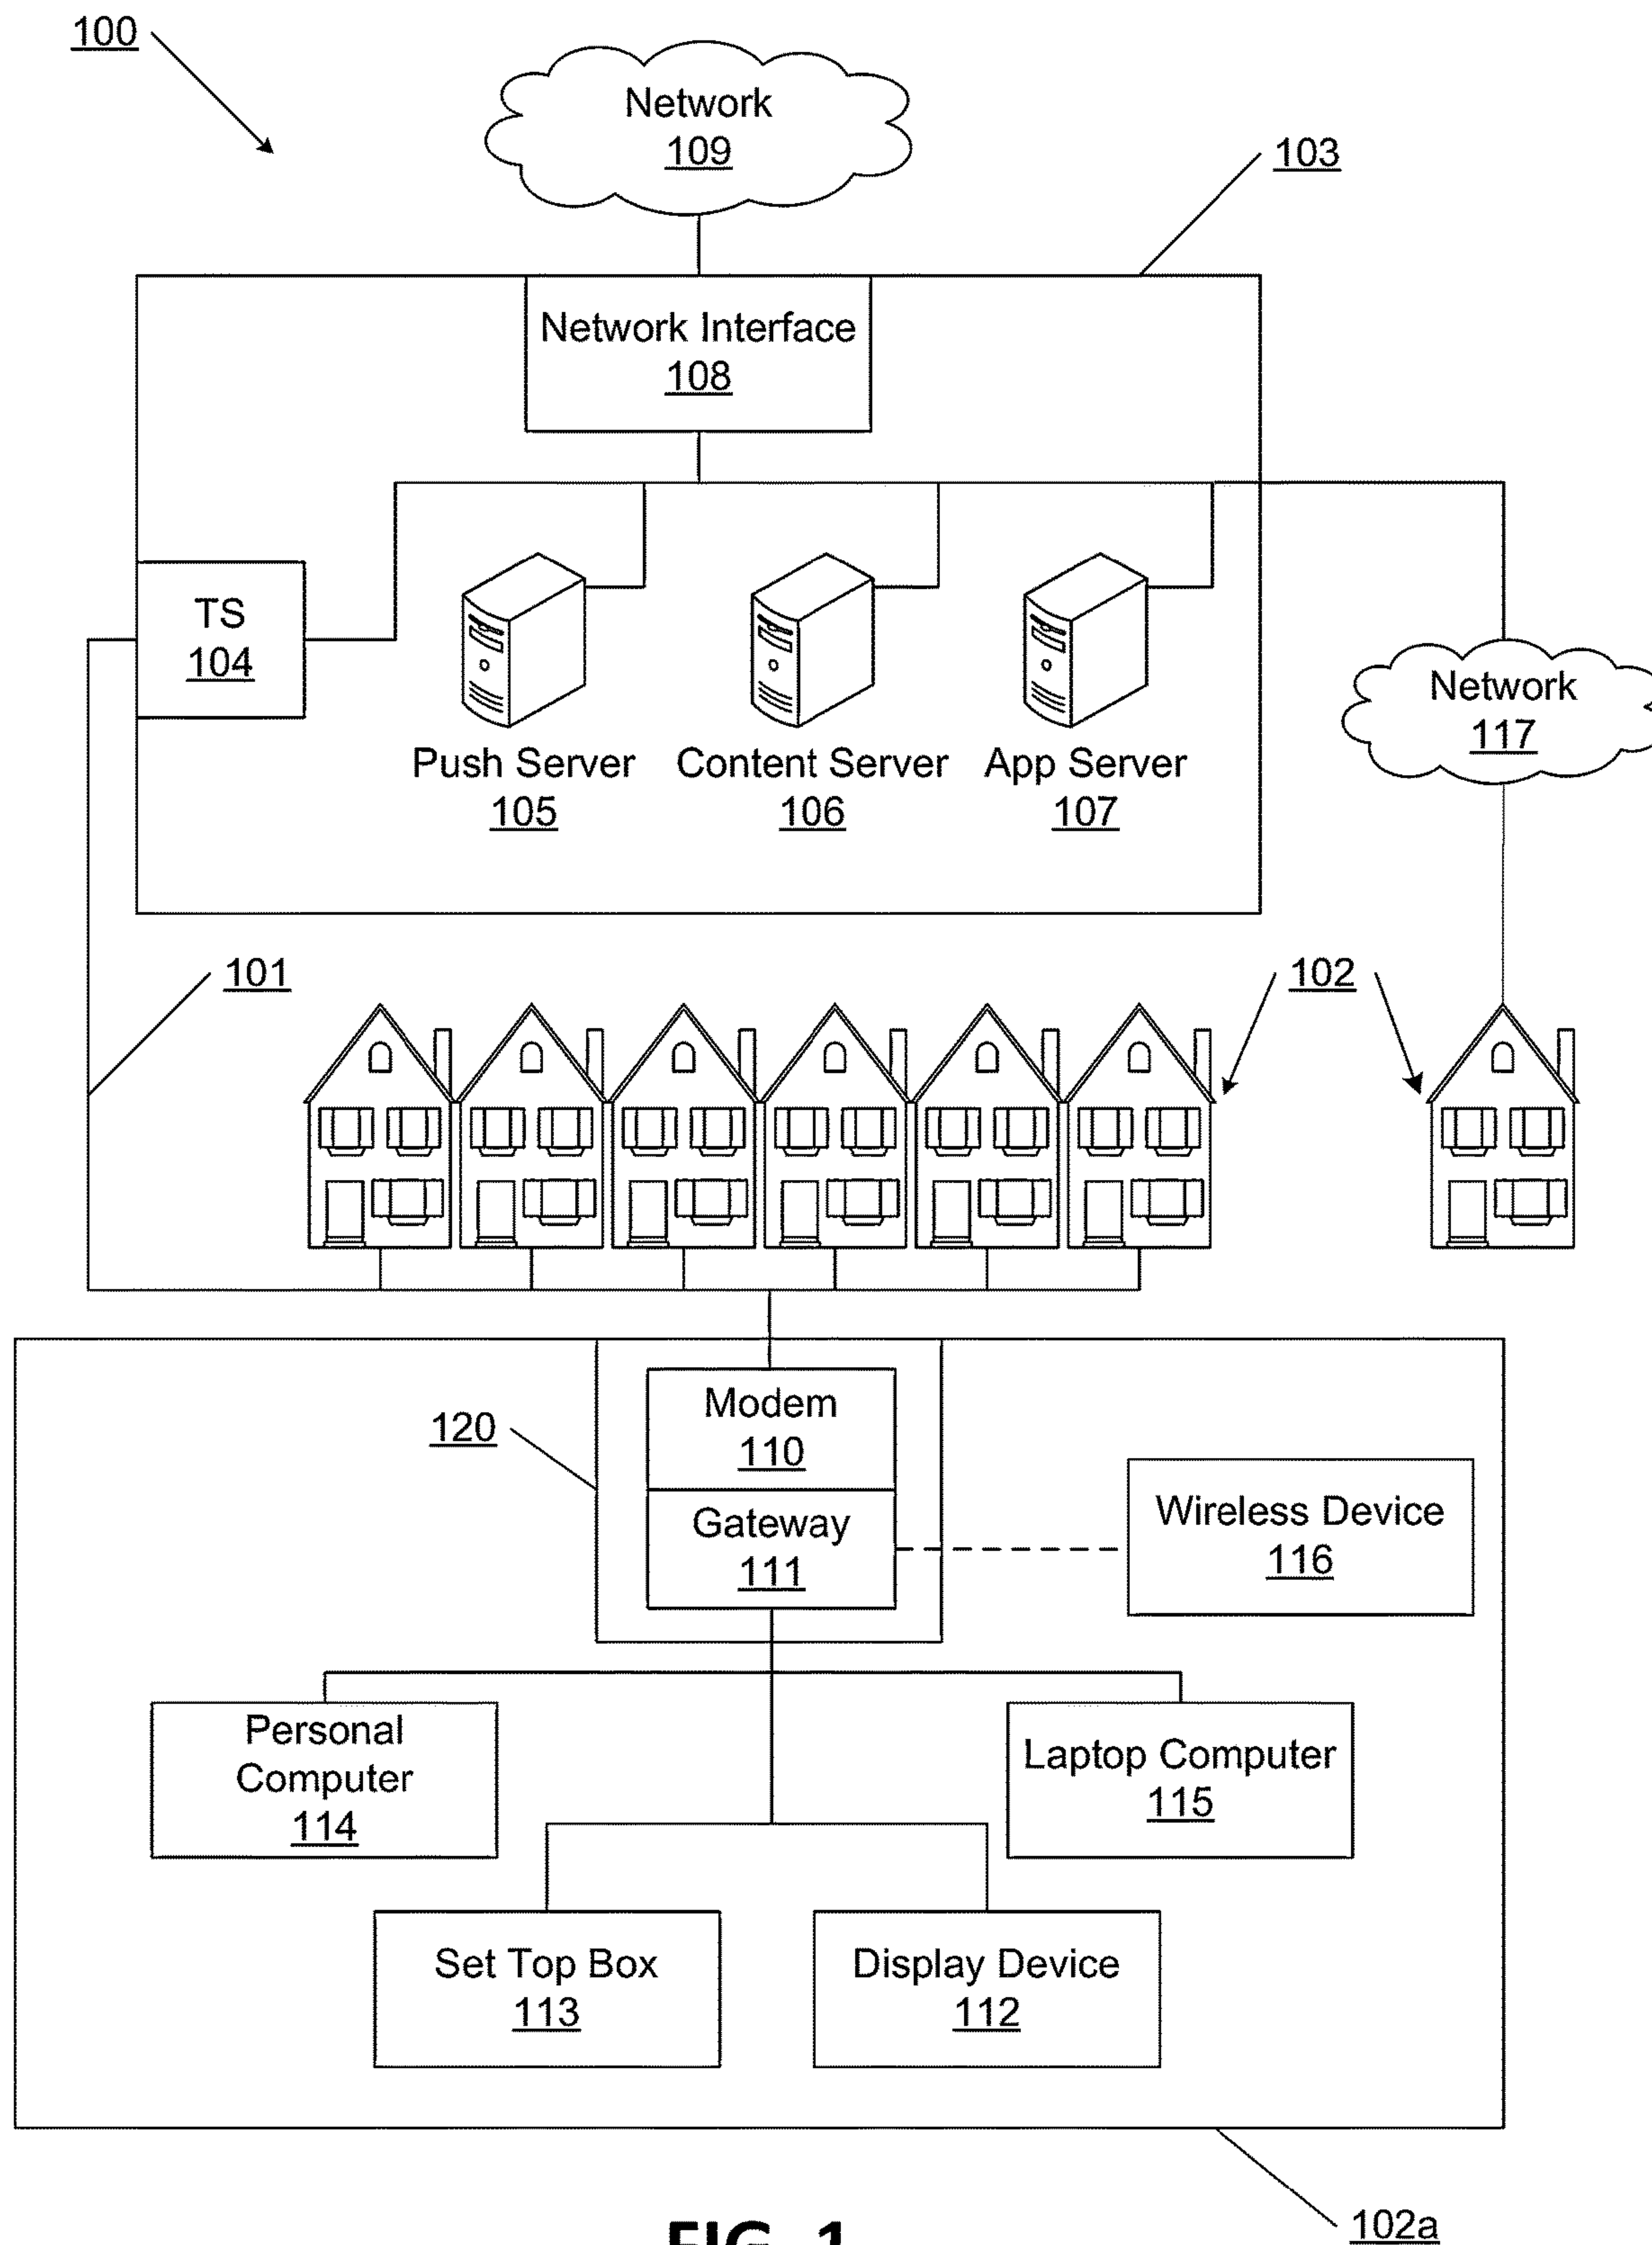 100
Network
109
103
Network Interface
108
TS
104
Push Server
105
Content Server
106
App Server
107
Network
117
101
102
Modem
110
120
Gateway
111
Wireless Device
116
Personal
Computer
114
Laptop Computer
115
Set Top Box
113
Display Device
112
102a
FIG. 1